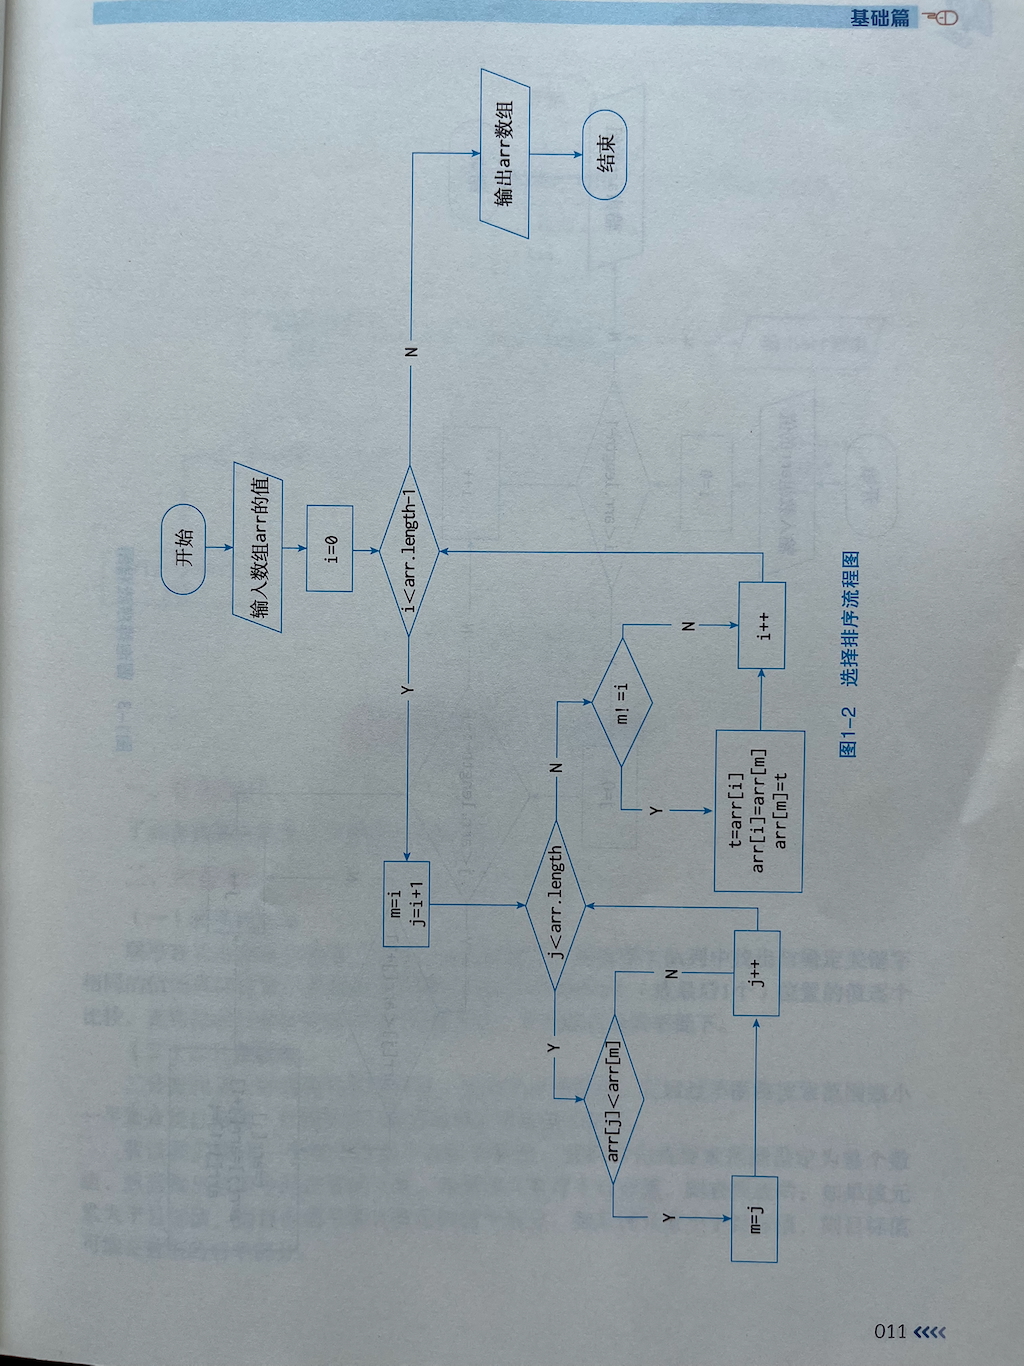 开始
输入数组arr的值
i=0
i<arr.length-1
Y
N
m=i
j=i+1
输出arr数组
结束
j<arr.length
Y
N
arr[j]<arr[m]
Y
N
m=j
j++
m!=i
Y
N
t=arr[i]
arr[i]=arr[m]
arr[m]=t
i++
图1-2 选择排序流程图
基础篇
011 <<<<